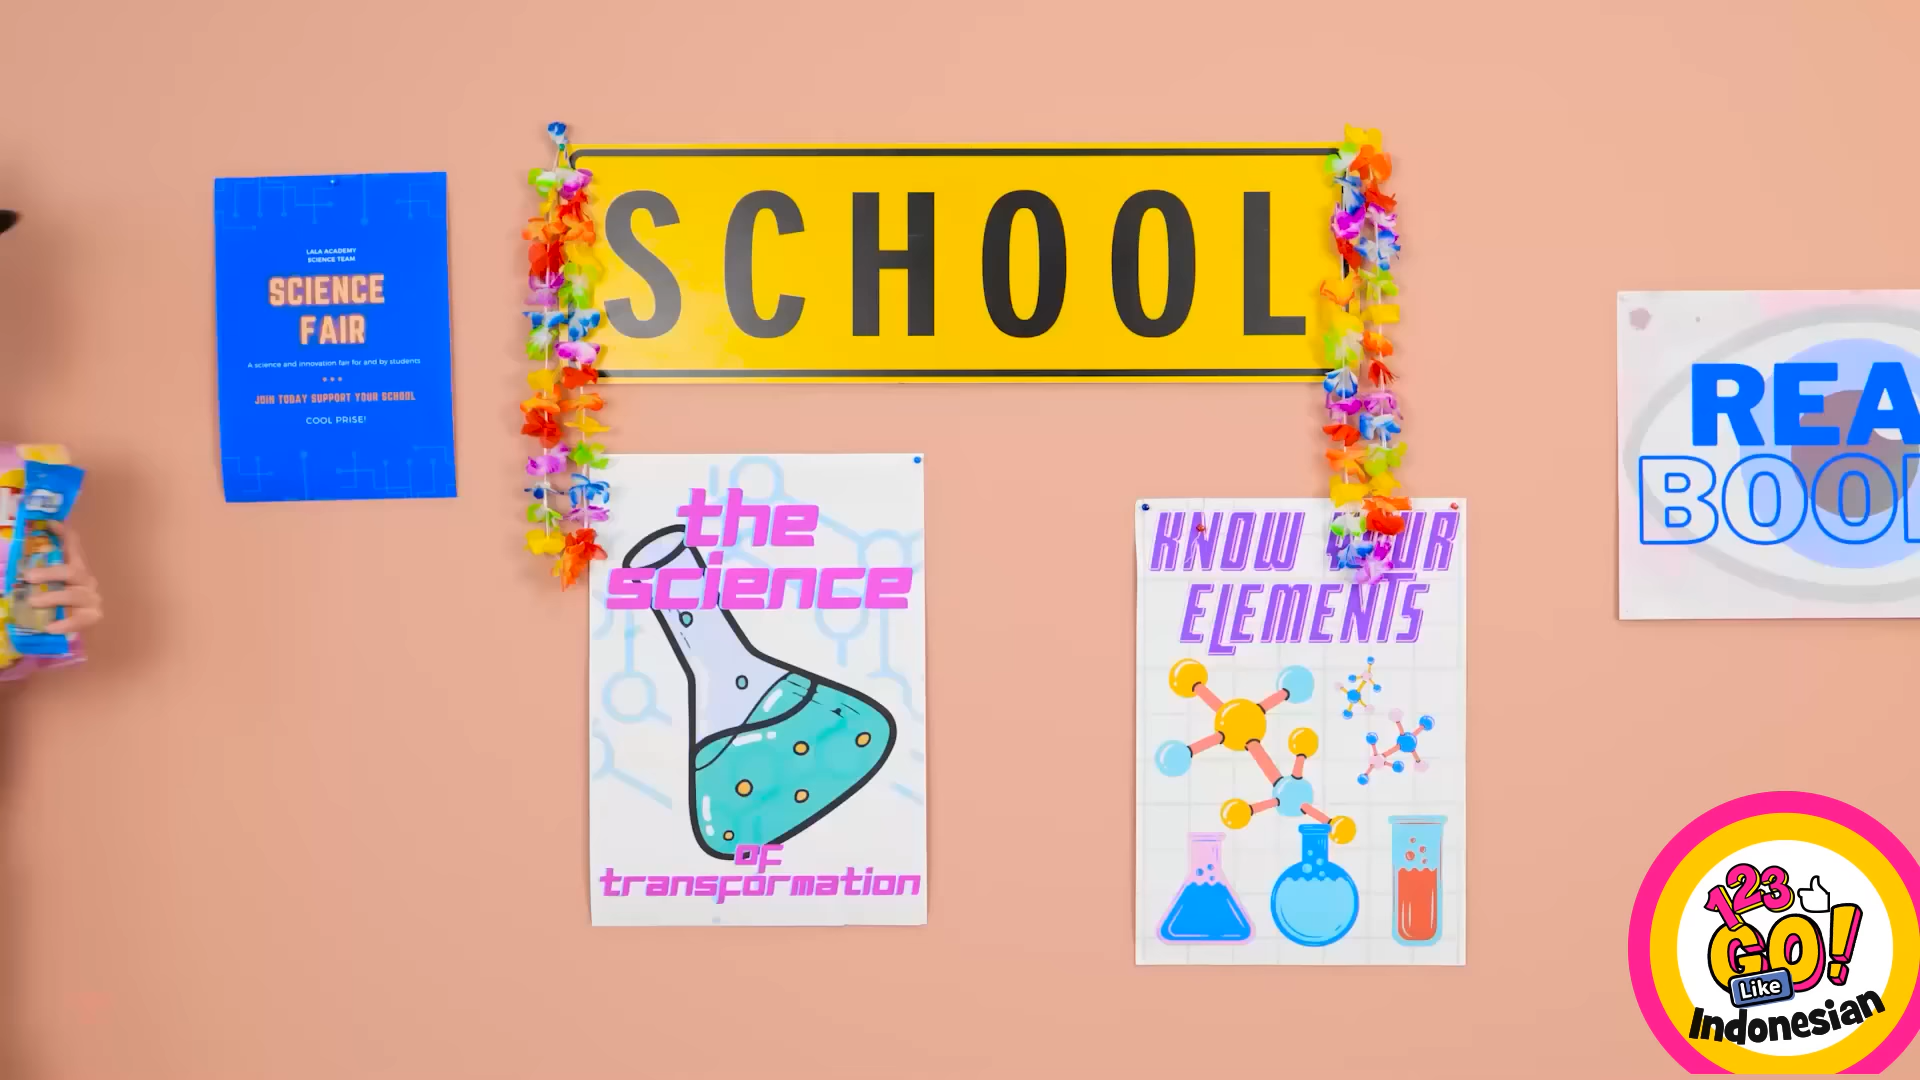 LALA ACADEMY
SCIENCE TEAM
SCIENCE
FAIR
A science and innovation fair for and by students
JOIN TODAY SUPPORT YOUR SCHOOL
COOL PRISE!
SCHOOL
the
science
of
transformation
KNOW YOUR
ELEMENTS
REA
BOO
123
GO!
Like
Indonesian